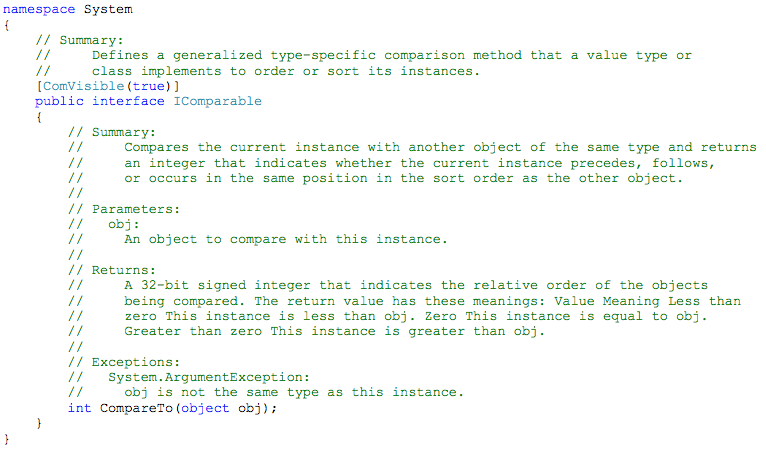 namespace System
{
    // Summary:
    //     Defines a generalized type-specific comparison method that a value type or
    //     class implements to order or sort its instances.
    [ComVisible(true)]
    public interface IComparable
    {
        // Summary:
        //     Compares the current instance with another object of the same type and returns
        //     an integer that indicates whether the current instance precedes, follows,
        //     or occurs in the same position in the sort order as the other object.
        //
        // Parameters:
        //   obj:
        //     An object to compare with this instance.
        //
        // Returns:
        //     A 32-bit signed integer that indicates the relative order of the objects
        //     being compared. The return value has these meanings: Value Meaning Less than
        //     zero This instance is less than obj. Zero This instance is equal to obj.
        //     Greater than zero This instance is greater than obj.
        //
        // Exceptions:
        //   System.ArgumentException:
        //     obj is not the same type as this instance.
        int CompareTo(object obj);
    }
}